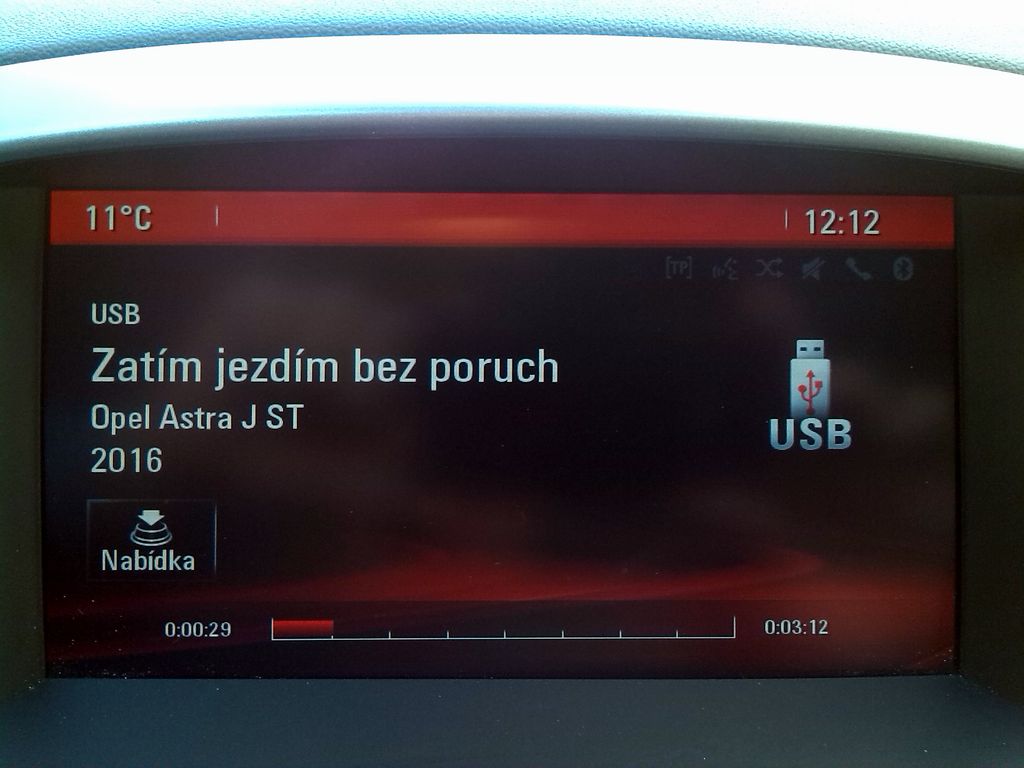 11°C 12:12
[TP]
USB
Zatím jezdím bez poruch
Opel Astra J ST
2016
USB
Nabídka
0:00:29 0:03:12